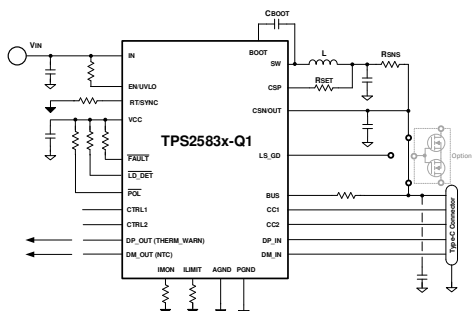 CBOOT
VIN
IN
BOOT
SW
L
RSNS
EN/UVLO
CSP
RSET
RT/SYNC
CSN/OUT
VCC
TPS2583x-Q1
FAULT
LS_GD
Option
LD_DET
POL
BUS
CTRL1
CC1
CTRL2
CC2
DP_OUT (THERM_WARN)
DP_IN
DM_OUT (NTC)
DM_IN
Type-C Connector
IMON
ILIMIT
AGND
PGND